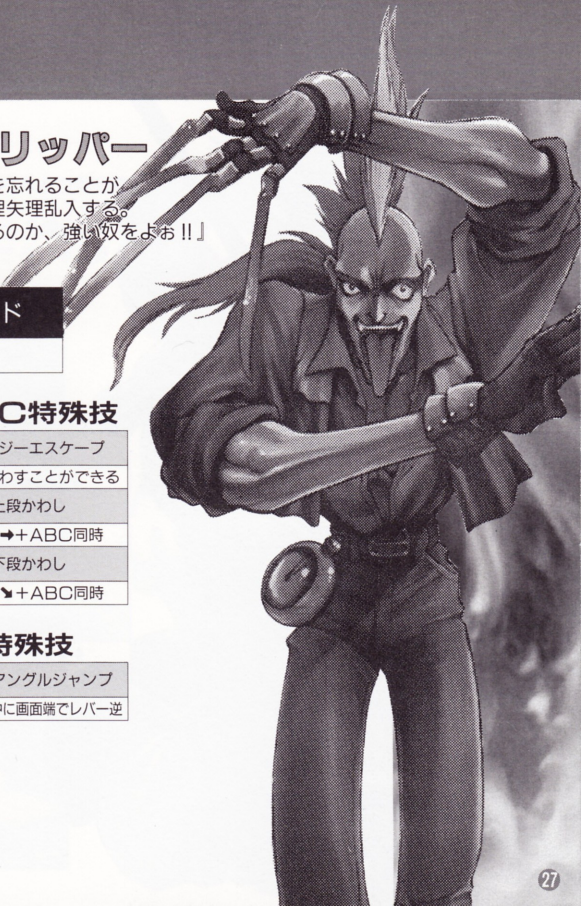 リッパー
を忘れることが
理矢理乱入する。
るのか、強い奴をよぉ!!』
ド
C特殊技
ジーエスケープ
わすことができる
上段かわし
➡+ABC同時
下段かわし
➘+ABC同時
特殊技
アングルジャンプ
中に画面端でレバー逆
27